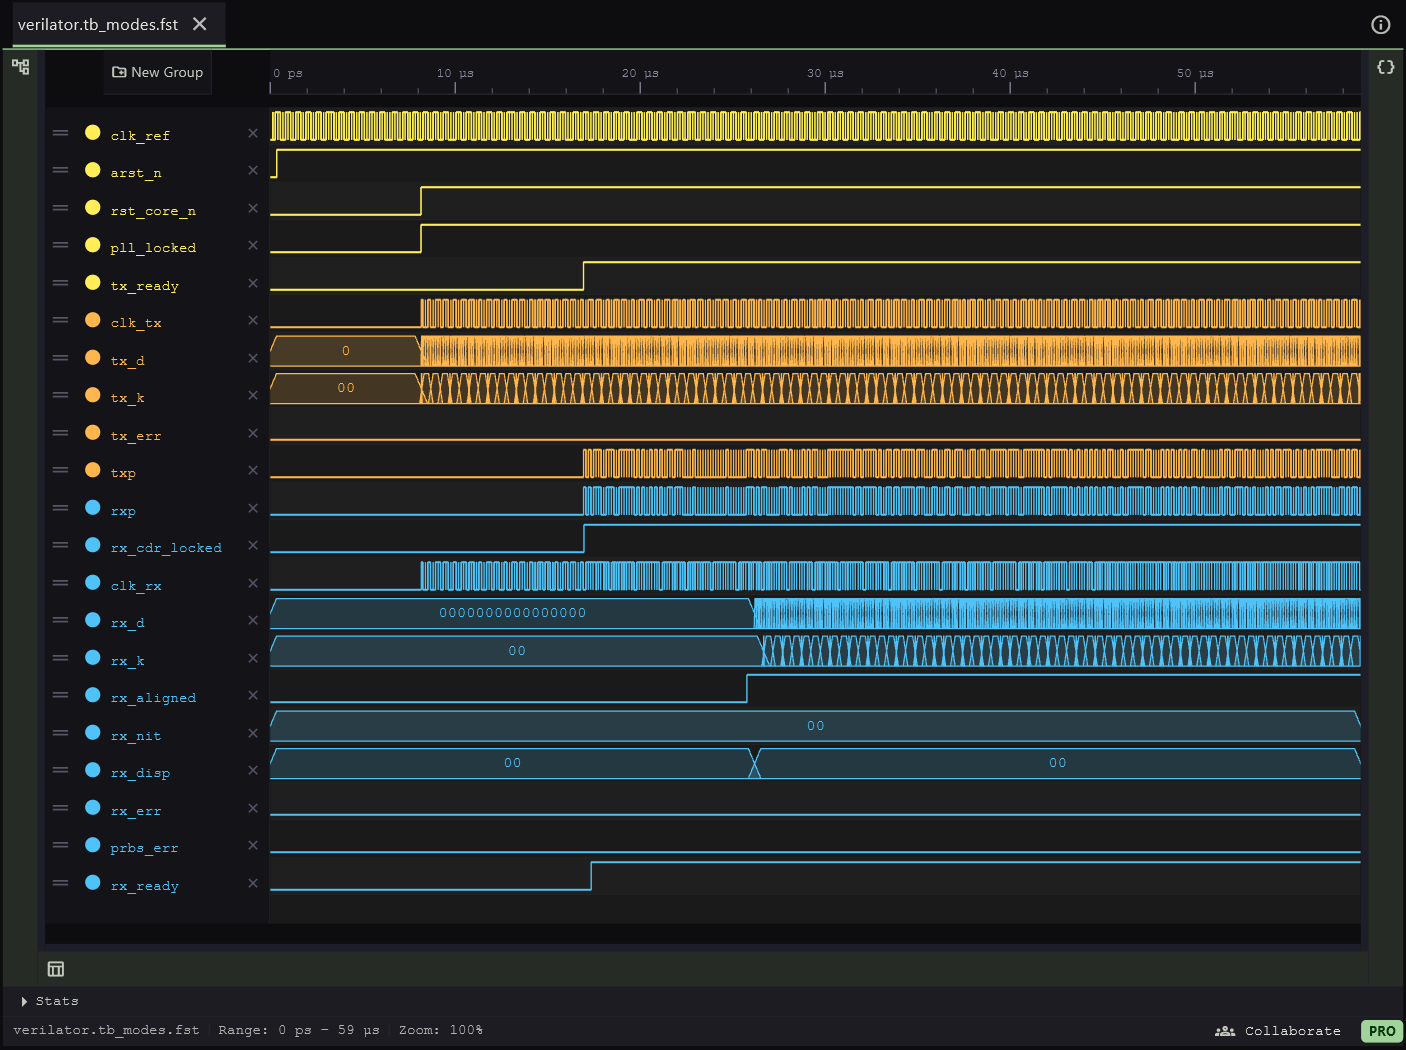 verilator.tb_modes.fst
New Group
0 ps 10 µs 20 µs 30 µs 40 µs 50 µs
clk_ref
arst_n
rst_core_n
pll_locked
tx_ready
clk_tx
tx_d 0
tx_k 00
tx_err
txp
rxp
rx_cdr_locked
clk_rx
rx_d 0000000000000000
rx_k 00
rx_aligned
rx_nit 00
rx_disp 00 00
rx_err
prbs_err
rx_ready
Stats
verilator.tb_modes.fst Range: 0 ps – 59 µs Zoom: 100% Collaborate PRO